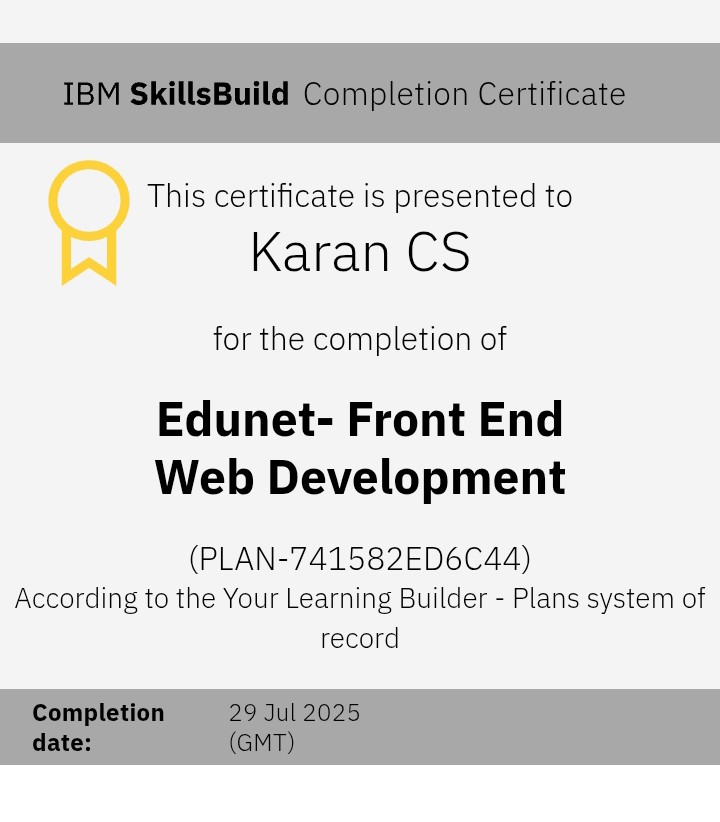 IBM SkillsBuild Completion Certificate
This certificate is presented to
Karan CS
for the completion of
Edunet- Front End
Web Development
(PLAN-741582ED6C44)
According to the Your Learning Builder - Plans system of
record
Completion date: 29 Jul 2025 (GMT)